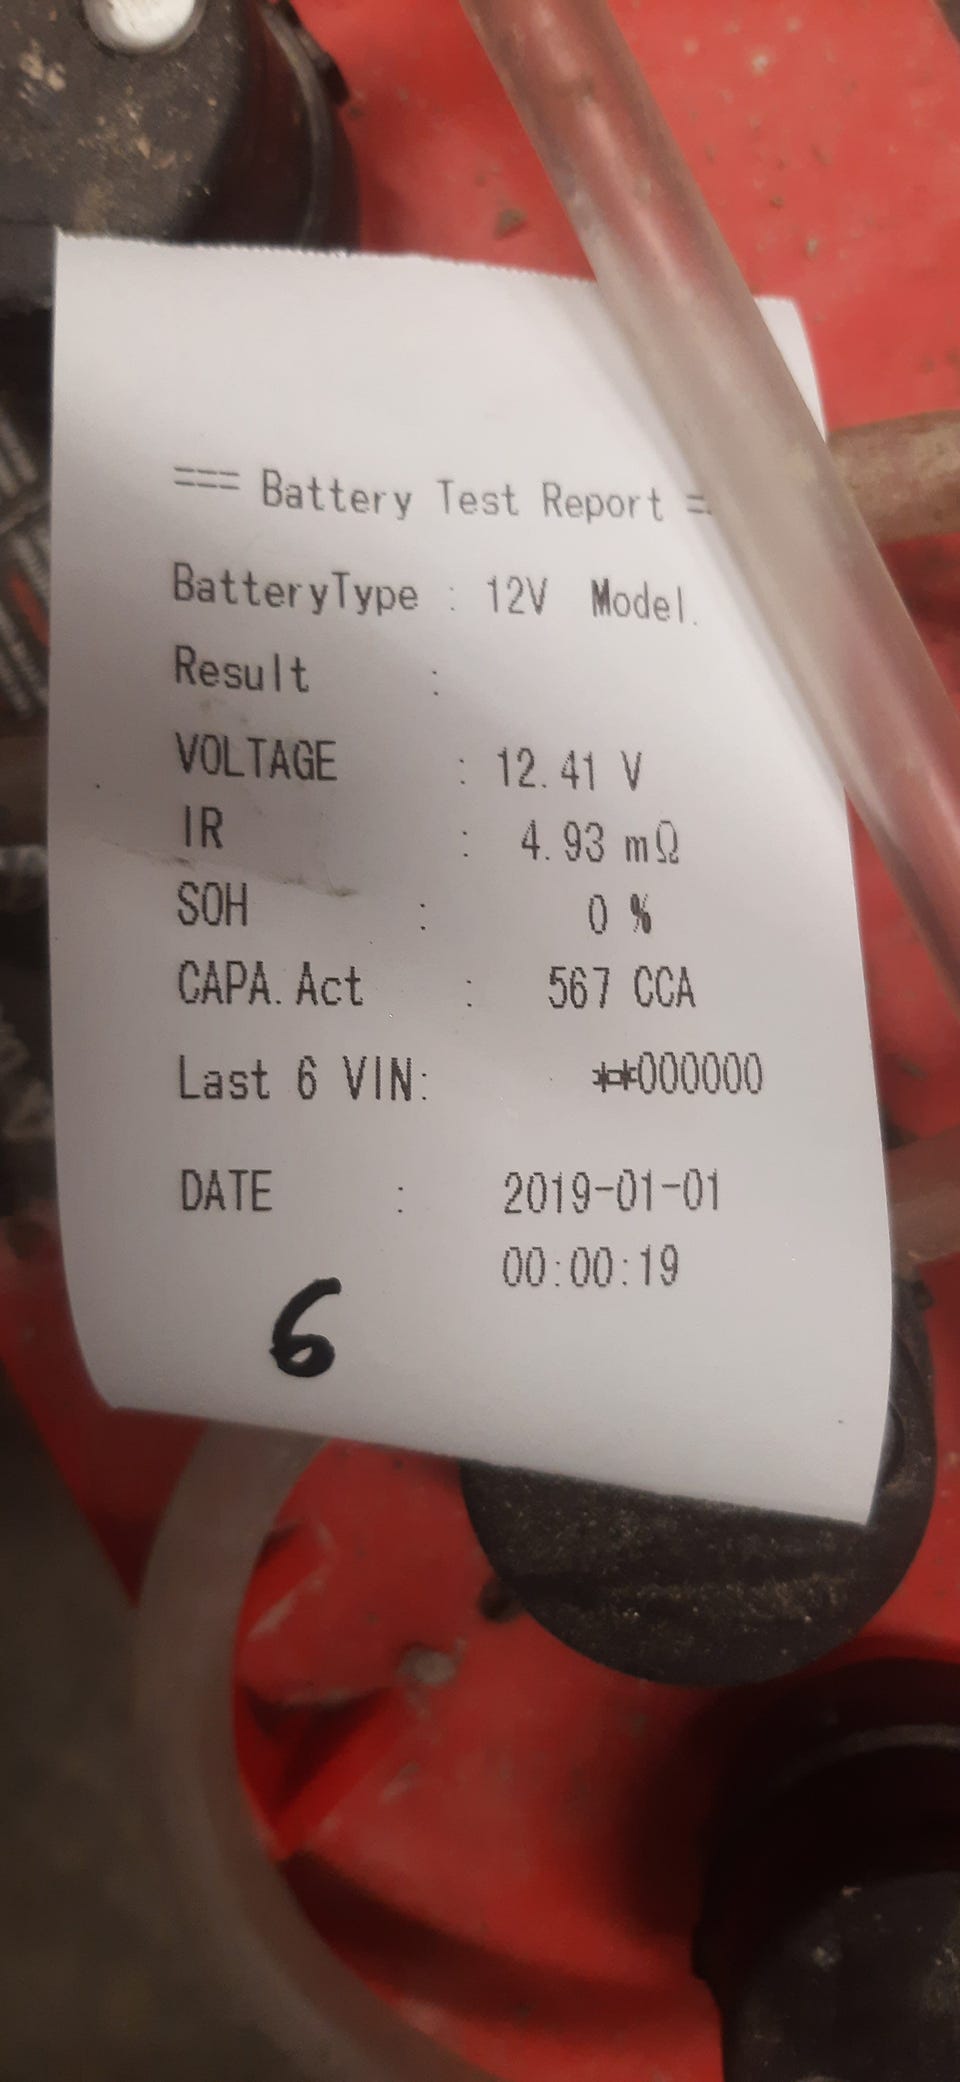 === Battery Test Report =
BatteryType : 12V Model.
Result :
VOLTAGE : 12.41 V
IR : 4.93 mΩ
SOH : 0 %
CAPA.Act : 567 CCA
Last 6 VIN: **000000
DATE : 2019-01-01
00:00:19
6